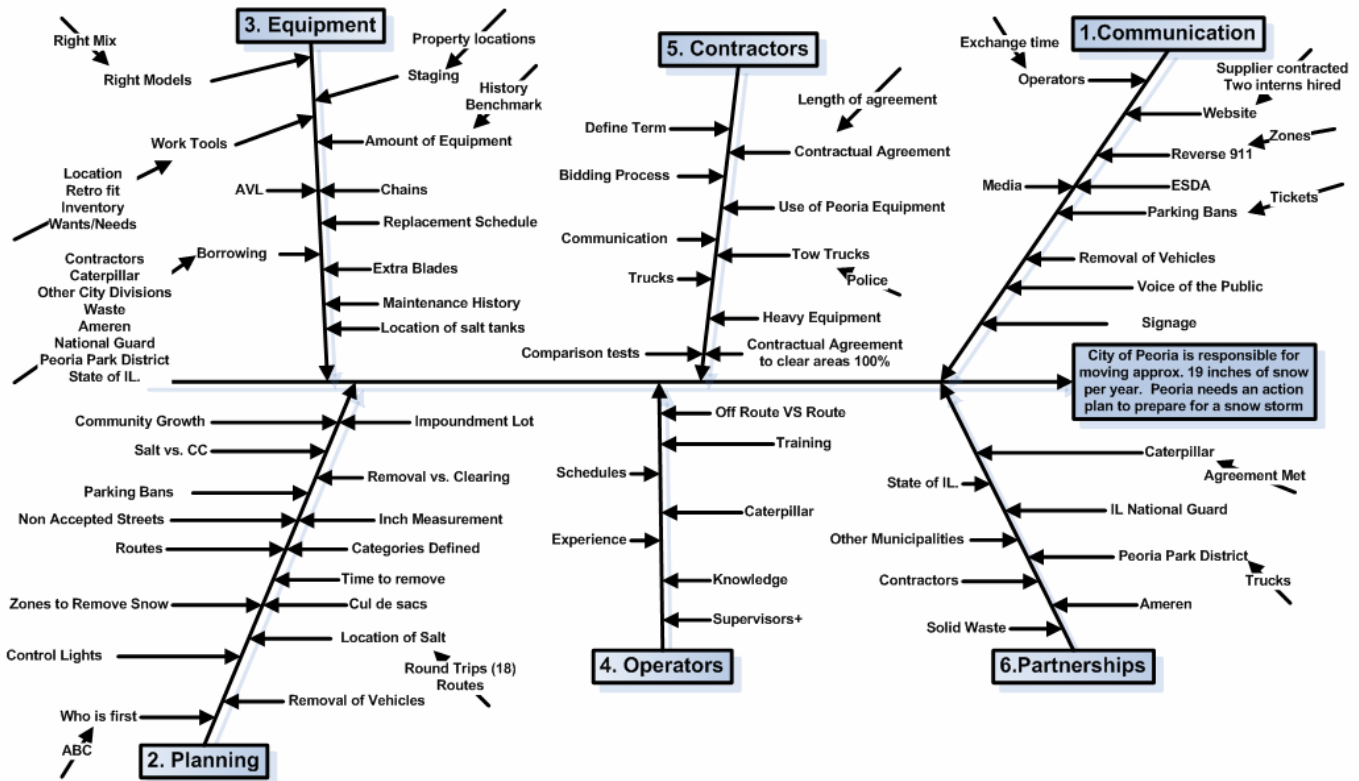 3. Equipment
Right Mix
Right Models
Property locations
Staging
History
Benchmark
Work Tools
Amount of Equipment
Location
Retro fit
Inventory
Wants/Needs
AVL
Chains
Replacement Schedule
Borrowing
Contractors
Caterpillar
Other City Divisions
Waste
Ameren
National Guard
Peoria Park District
State of IL.
Extra Blades
Maintenance History
Location of salt tanks
5. Contractors
Length of agreement
Define Term
Contractual Agreement
Bidding Process
Use of Peoria Equipment
Communication
Tow Trucks
Police
Trucks
Heavy Equipment
Comparison tests
Contractual Agreement
to clear areas 100%
1.Communication
Exchange time
Operators
Supplier contracted
Two interns hired
Website
Zones
Reverse 911
Media
ESDA
Tickets
Parking Bans
Removal of Vehicles
Voice of the Public
Signage
City of Peoria is responsible for
moving approx. 19 inches of snow
per year.  Peoria needs an action
plan to prepare for a snow storm
Community Growth
Impoundment Lot
Salt vs. CC
Removal vs. Clearing
Parking Bans
Non Accepted Streets
Inch Measurement
Routes
Categories Defined
Time to remove
Zones to Remove Snow
Cul de sacs
Location of Salt
Control Lights
Round Trips (18)
Routes
Removal of Vehicles
Who is first
ABC
2. Planning
Off Route VS Route
Training
Schedules
Caterpillar
Experience
Knowledge
Supervisors+
4. Operators
Caterpillar
Agreement Met
State of IL.
IL National Guard
Other Municipalities
Peoria Park District
Trucks
Contractors
Ameren
Solid Waste
6.Partnerships